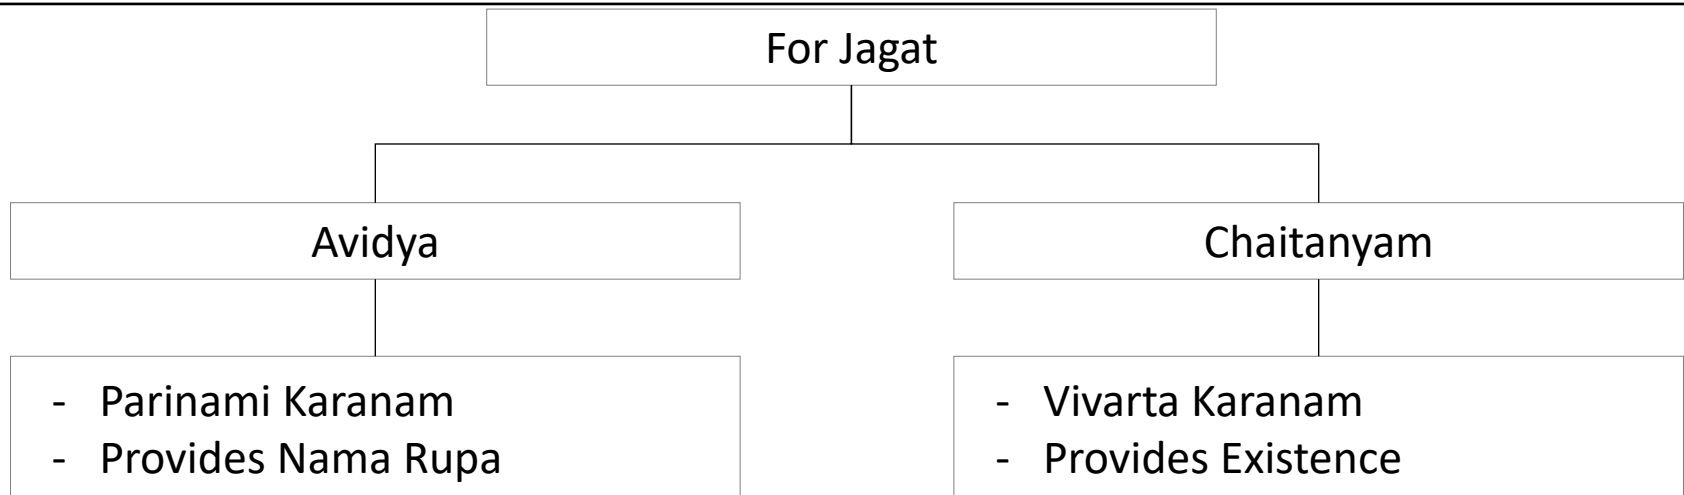 For Jagat
Avidya
Chaitanyam
- Parinami Karanam
- Provides Nama Rupa
- Vivarta Karanam
- Provides Existence